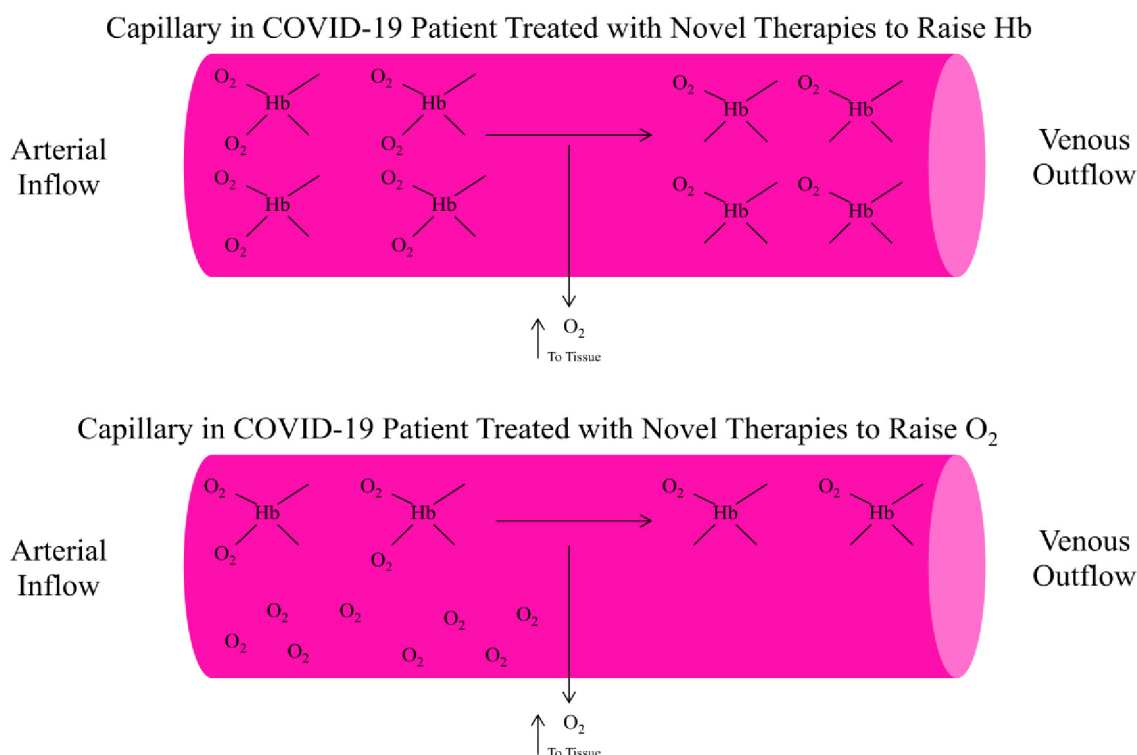 Capillary in COVID-19 Patient Treated with Novel Therapies to Raise Hb
Arterial
Inflow
O₂ O₂ O₂ O₂
Hb Hb Hb Hb
O₂ O₂
O₂ O₂ O₂ O₂
Hb Hb Hb Hb
O₂ O₂
Venous
Outflow
O₂
To Tissue
Capillary in COVID-19 Patient Treated with Novel Therapies to Raise O₂
Arterial
Inflow
O₂ O₂ O₂ O₂
Hb Hb Hb Hb
O₂ O₂
O₂ O₂ O₂ O₂
O₂ O₂ O₂ O₂
Venous
Outflow
O₂
To Tissue